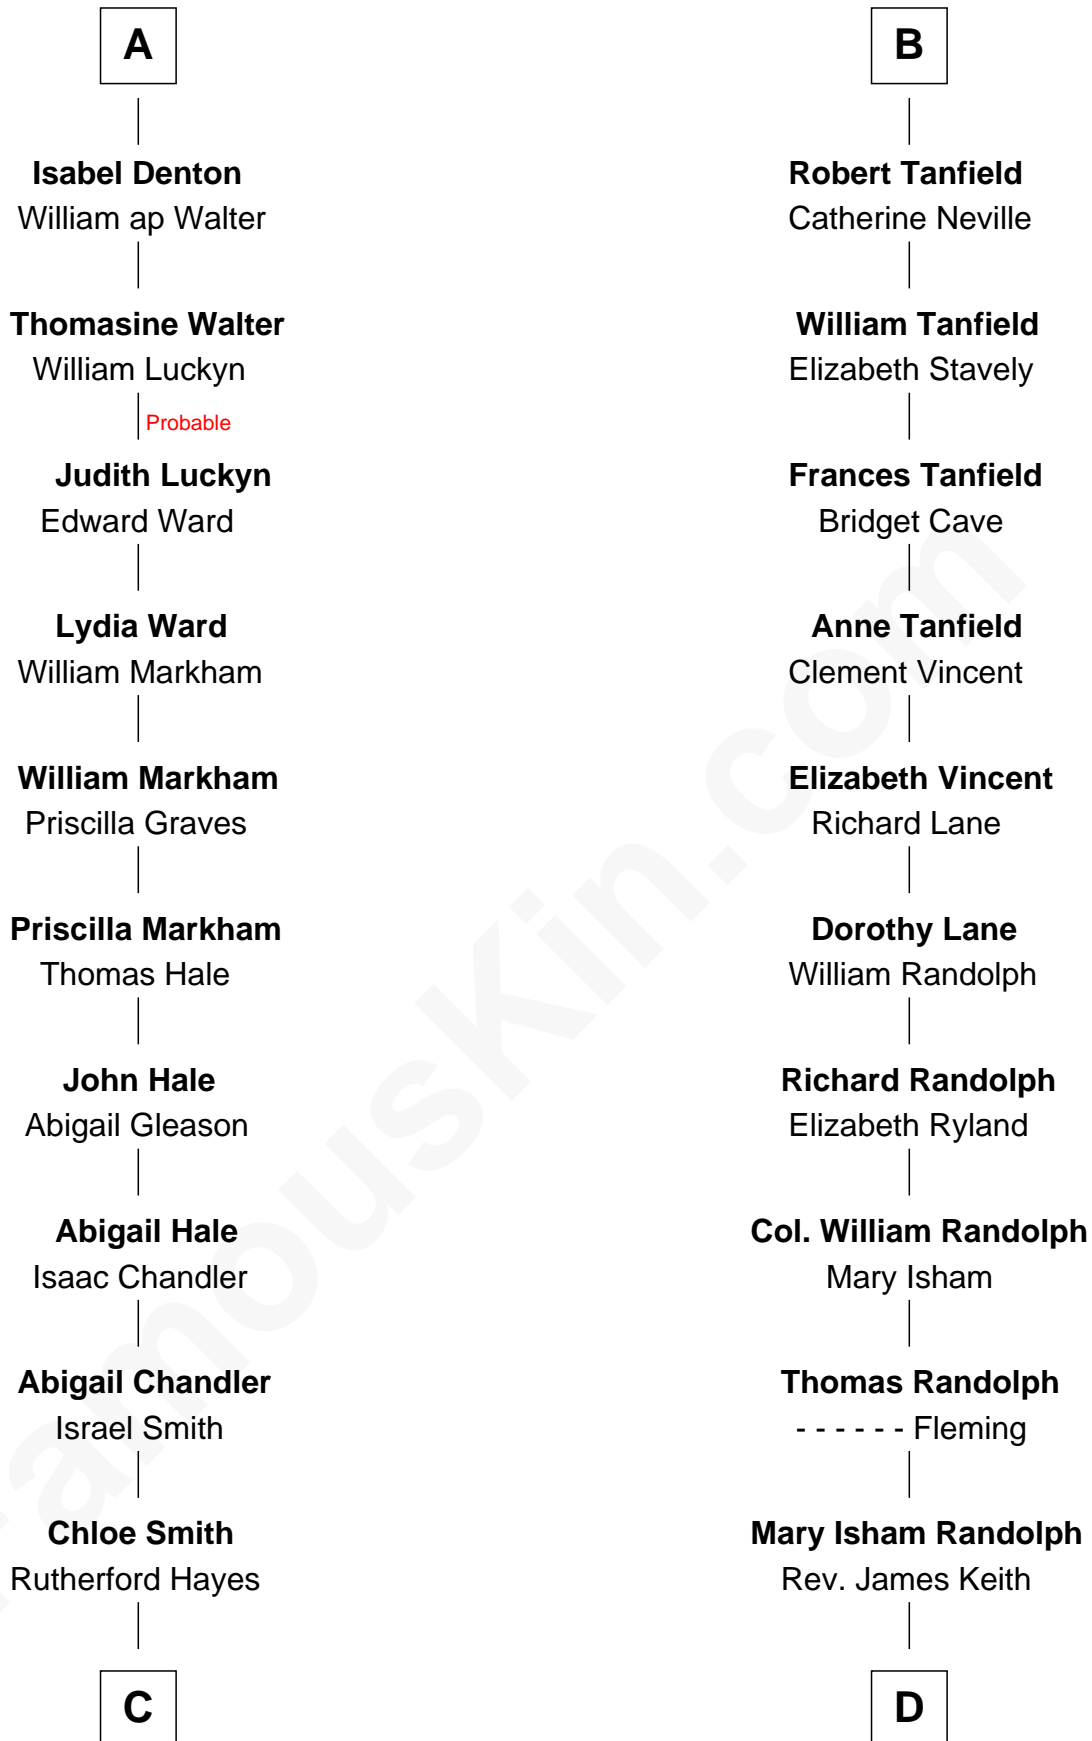 A
Isabel Denton
William ap Walter
Thomasine Walter
William Luckyn
Probable
Judith Luckyn
Edward Ward
Lydia Ward
William Markham
William Markham
Priscilla Graves
Priscilla Markham
Thomas Hale
John Hale
Abigail Gleason
Abigail Hale
Isaac Chandler
Abigail Chandler
Israel Smith
Chloe Smith
Rutherford Hayes
C
B
Robert Tanfield
Catherine Neville
William Tanfield
Elizabeth Stavely
Frances Tanfield
Bridget Cave
Anne Tanfield
Clement Vincent
Elizabeth Vincent
Richard Lane
Dorothy Lane
William Randolph
Richard Randolph
Elizabeth Ryland
Col. William Randolph
Mary Isham
Thomas Randolph
- - - - - - Fleming
Mary Isham Randolph
Rev. James Keith
D
FamousKin.com